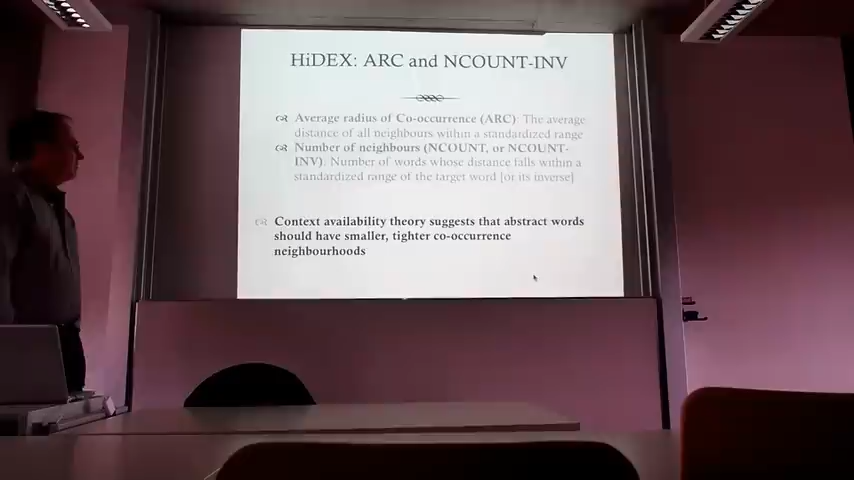 HiDEX: ARC and NCOUNT-INV
Average radius of Co-occurrence (ARC) The average
distance of all neighbours within a standardized range
Number of neighbours (NCOUNT, or NCOUNT-
INV). Number of words whose distance falls within a
standardized range of the target word [or its inverse]
Context availability theory suggests that abstract words
should have smaller, tighter co-occurrence
neighbourhoods